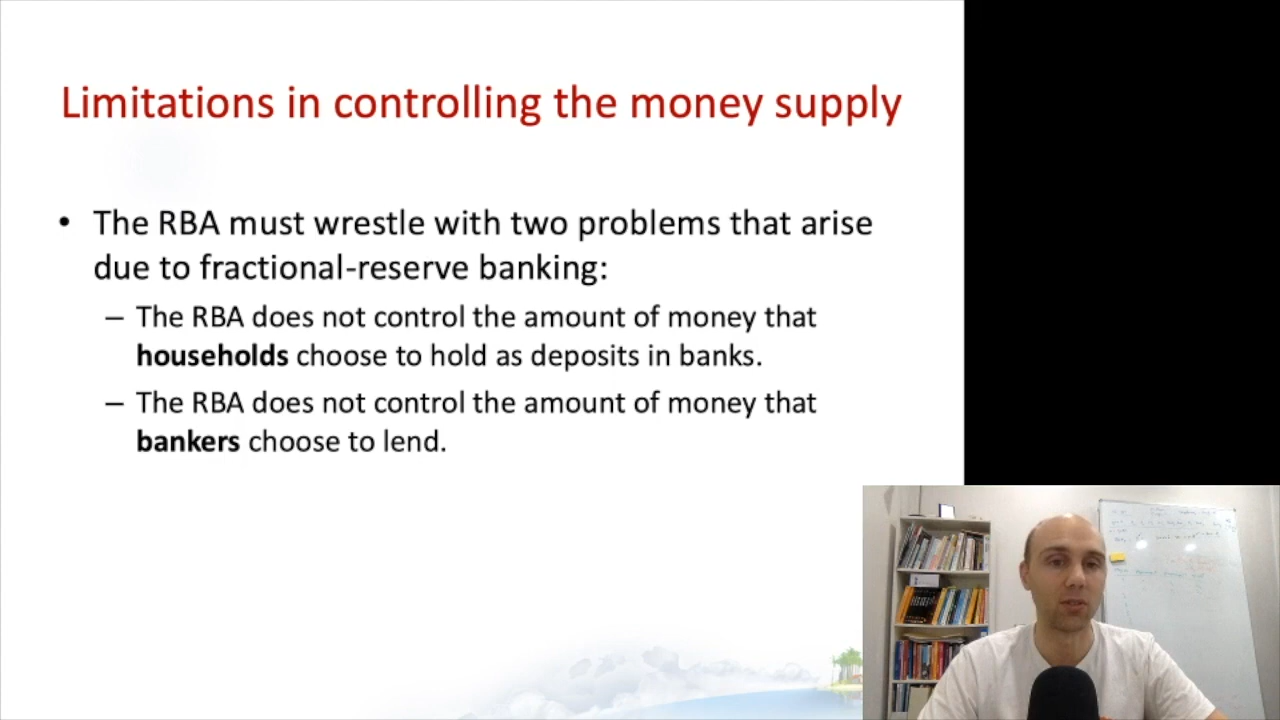 Limitations in controlling the money supply
• The RBA must wrestle with two problems that arise
due to fractional-reserve banking:
– The RBA does not control the amount of money that
households choose to hold as deposits in banks.
– The RBA does not control the amount of money that
bankers choose to lend.